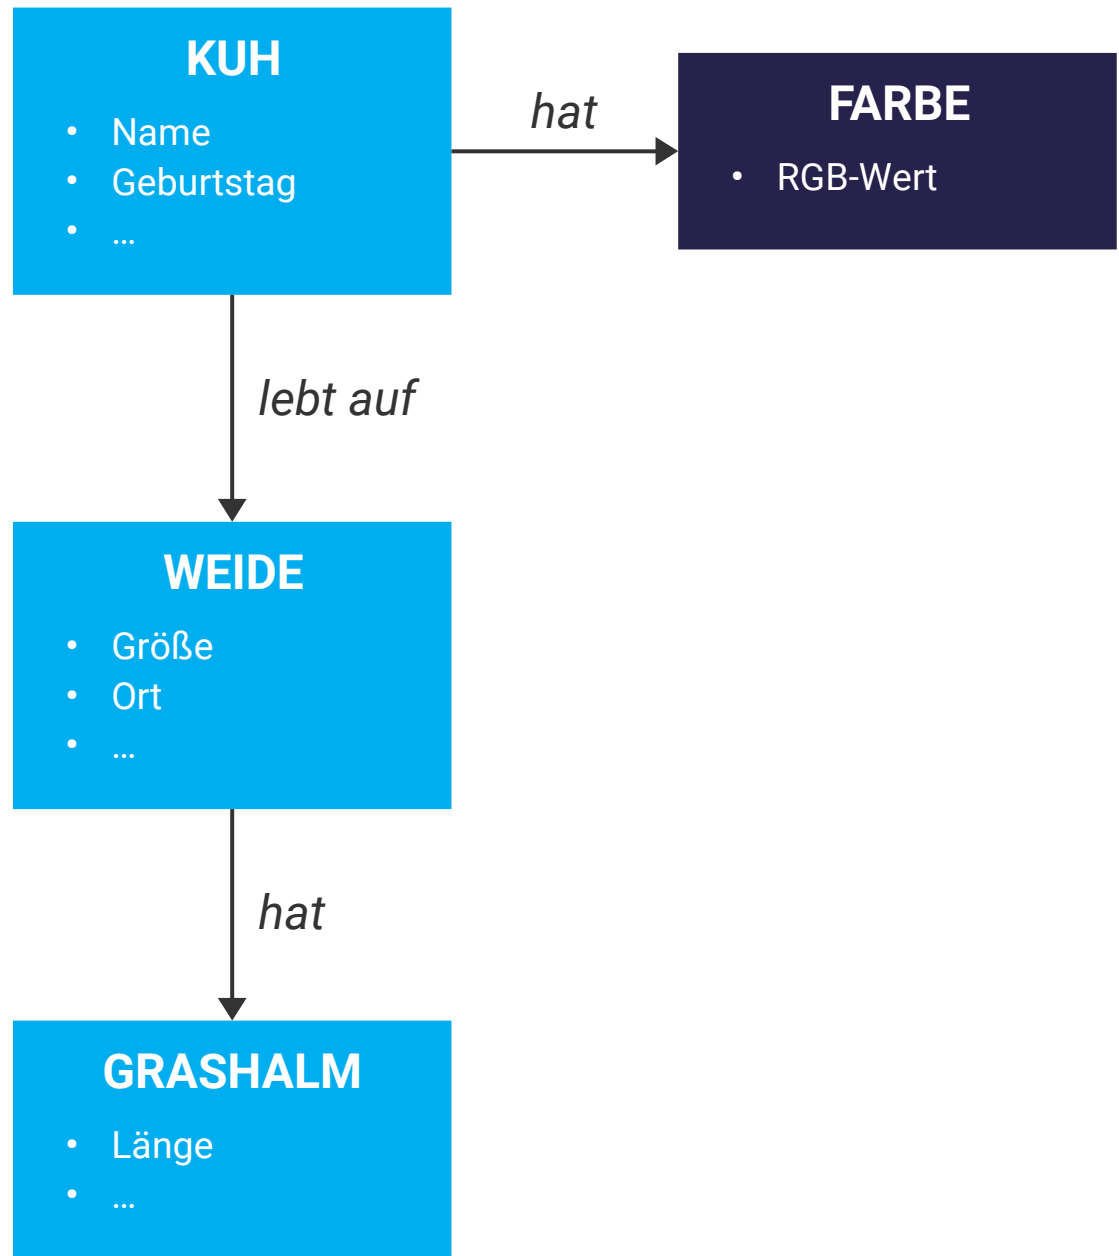 KUH
• Name
• Geburtstag
• ...
hat
FARBE
• RGB-Wert
lebt auf
WEIDE
• Größe
• Ort
• ...
hat
GRASHALM
• Länge
• ...